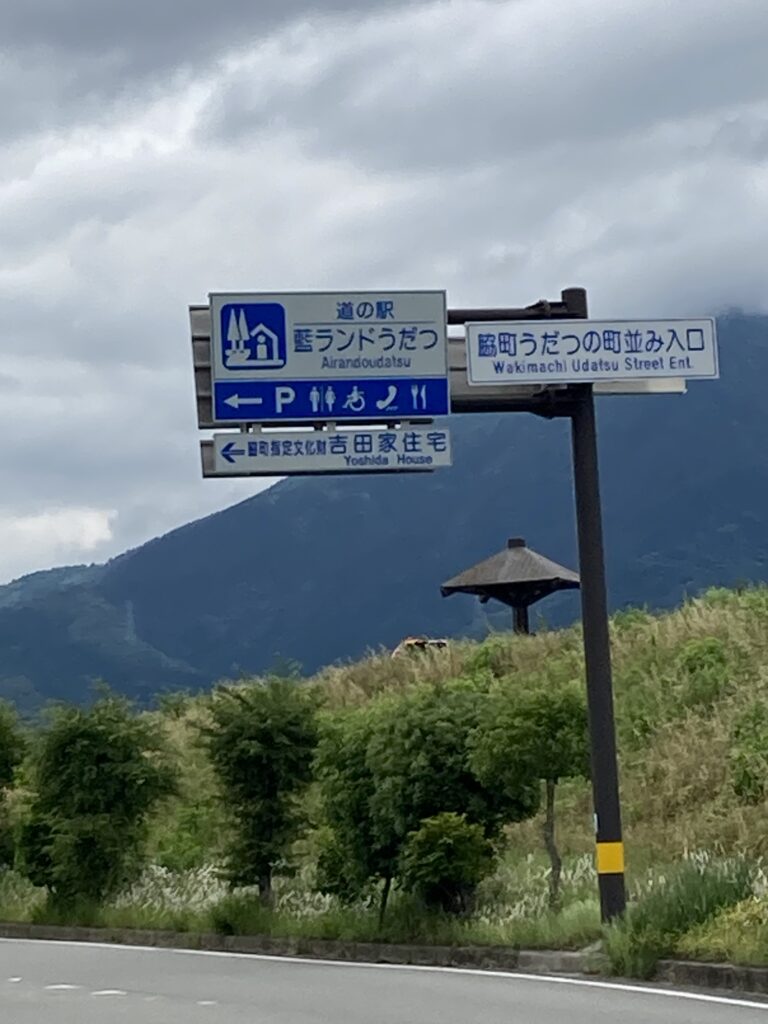 道の駅
藍ランドうだつ
Airandoudatsu
P
脇町指定文化財 吉田家住宅
Yoshida House
脇町うだつの町並み入口
Wakimachi Udatsu Street Ent.